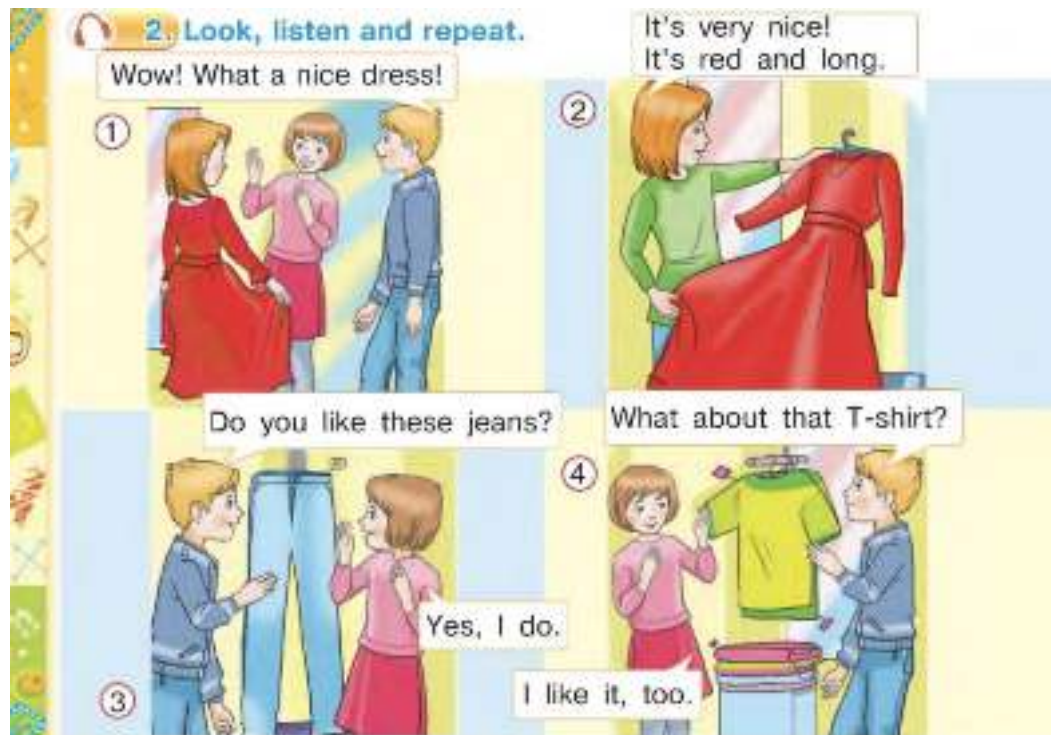 2. Look, listen and repeat.
Wow! What a nice dress!
1
It's very nice!
It's red and long.
2
Do you like these jeans?
Yes, I do.
3
What about that T-shirt?
4
I like it, too.